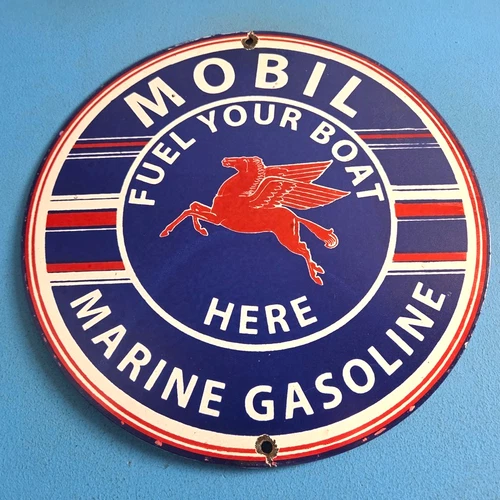 MOBIL
FUEL YOUR BOAT
HERE
MARINE GASOLINE